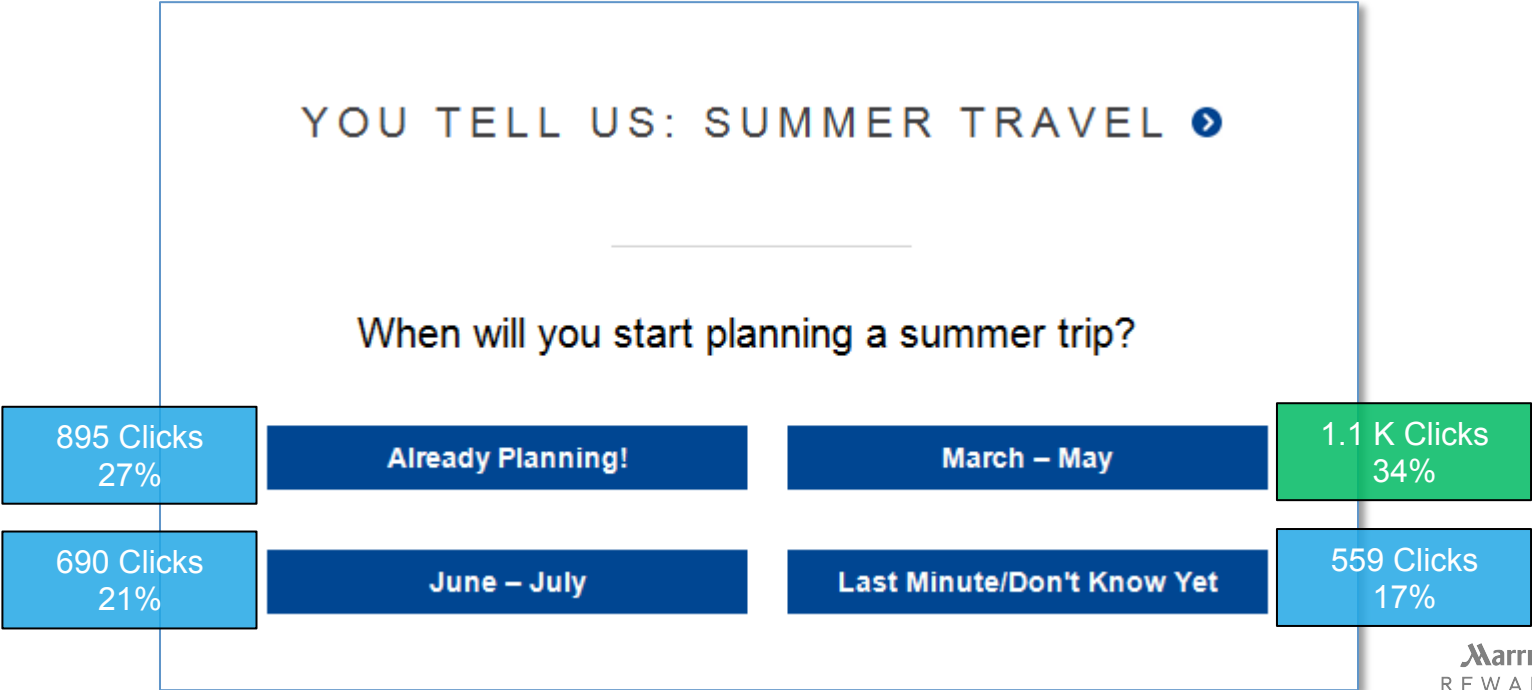 YOU TELL US: SUMMER TRAVEL
When will you start planning a summer trip?
895 Clicks
27%
Already Planning!
March – May
1.1 K Clicks
34%
690 Clicks
21%
June – July
Last Minute/Don't Know Yet
559 Clicks
17%